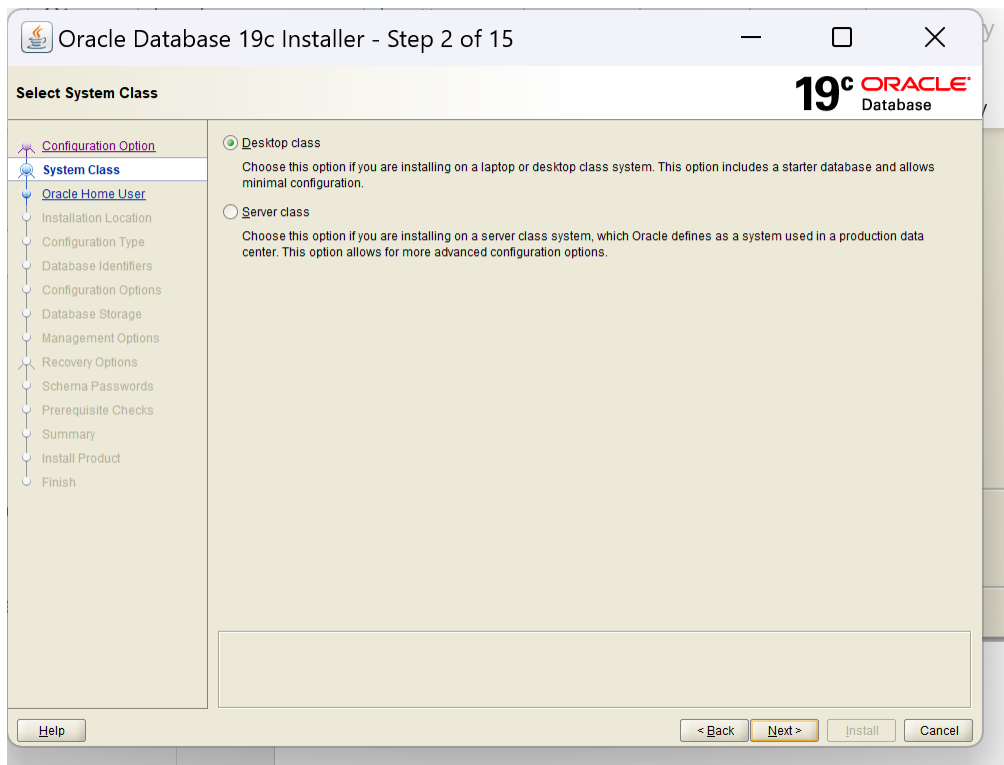 Oracle Database 19c Installer - Step 2 of 15
Select System Class
19c ORACLE
Database
Configuration Option
System Class
Oracle Home User
Installation Location
Configuration Type
Database Identifiers
Configuration Options
Database Storage
Management Options
Recovery Options
Schema Passwords
Prerequisite Checks
Summary
Install Product
Finish
Desktop class
Choose this option if you are installing on a laptop or desktop class system. This option includes a starter database and allows
minimal configuration.
Server class
Choose this option if you are installing on a server class system, which Oracle defines as a system used in a production data
center. This option allows for more advanced configuration options.
Help
< Back
Next >
Install
Cancel